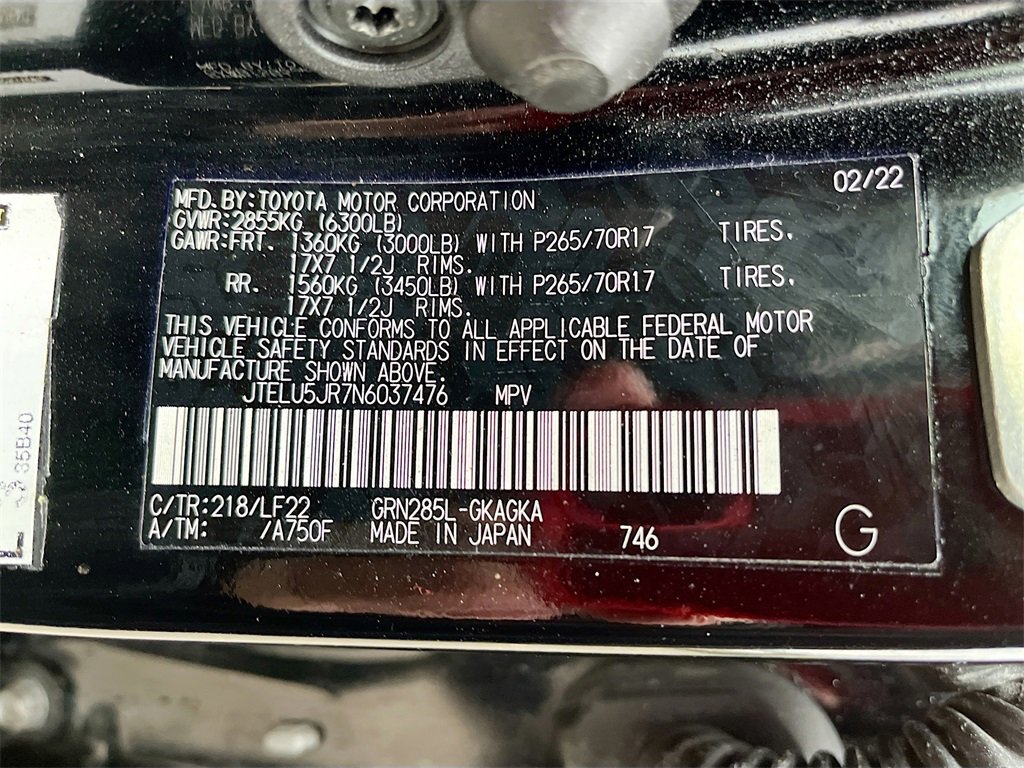 02/22
MFD.BY:TOYOTA MOTOR CORPORATION
GVWR:2855KG (6300LB)
GAWR:FRT. 1360KG (3000LB) WITH P265/70R17 TIRES.
17X7 1/2J RIMS.
RR. 1560KG (3450LB) WITH P265/70R17 TIRES.
17X7 1/2J RIMS.
THIS VEHICLE CONFORMS TO ALL APPLICABLE FEDERAL MOTOR
VEHICLE SAFETY STANDARDS IN EFFECT ON THE DATE OF
MANUFACTURE SHOWN ABOVE.
JTELU5JR7N6037476 MPV
C/TR:218/LF22 GRN285L-GKAGKA
A/TM: /A750F MADE IN JAPAN 746 G
35B40